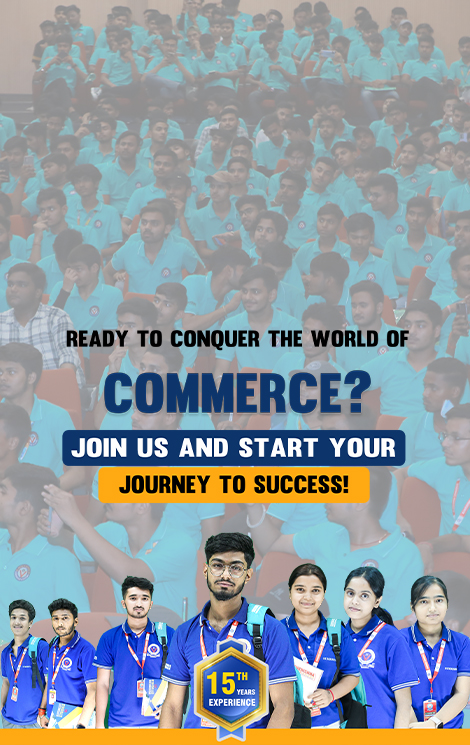 READY TO CONQUER THE WORLD OF
COMMERCE?
JOIN US AND START YOUR
JOURNEY TO SUCCESS!
15TH
YEARS
EXPERIENCE